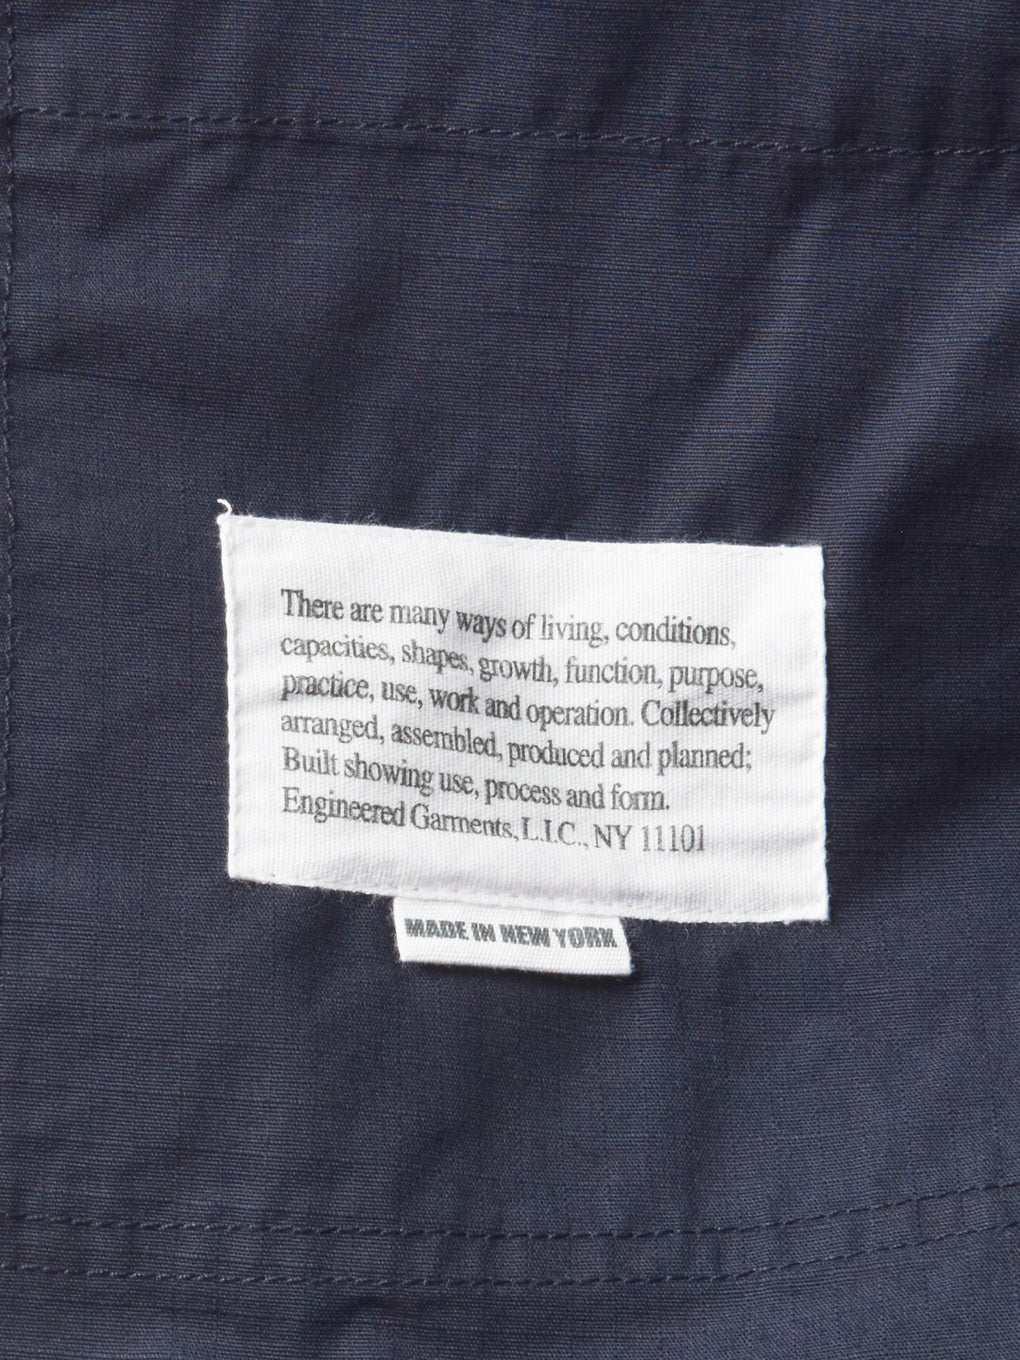 There are many ways of living, conditions,
capacities, shapes, growth, function, purpose,
practice, use, work and operation. Collectively
arranged, assembled, produced and planned;
Built showing use, process and form.
Engineered Garments, L.I.C., NY 11101
MADE IN NEW YORK